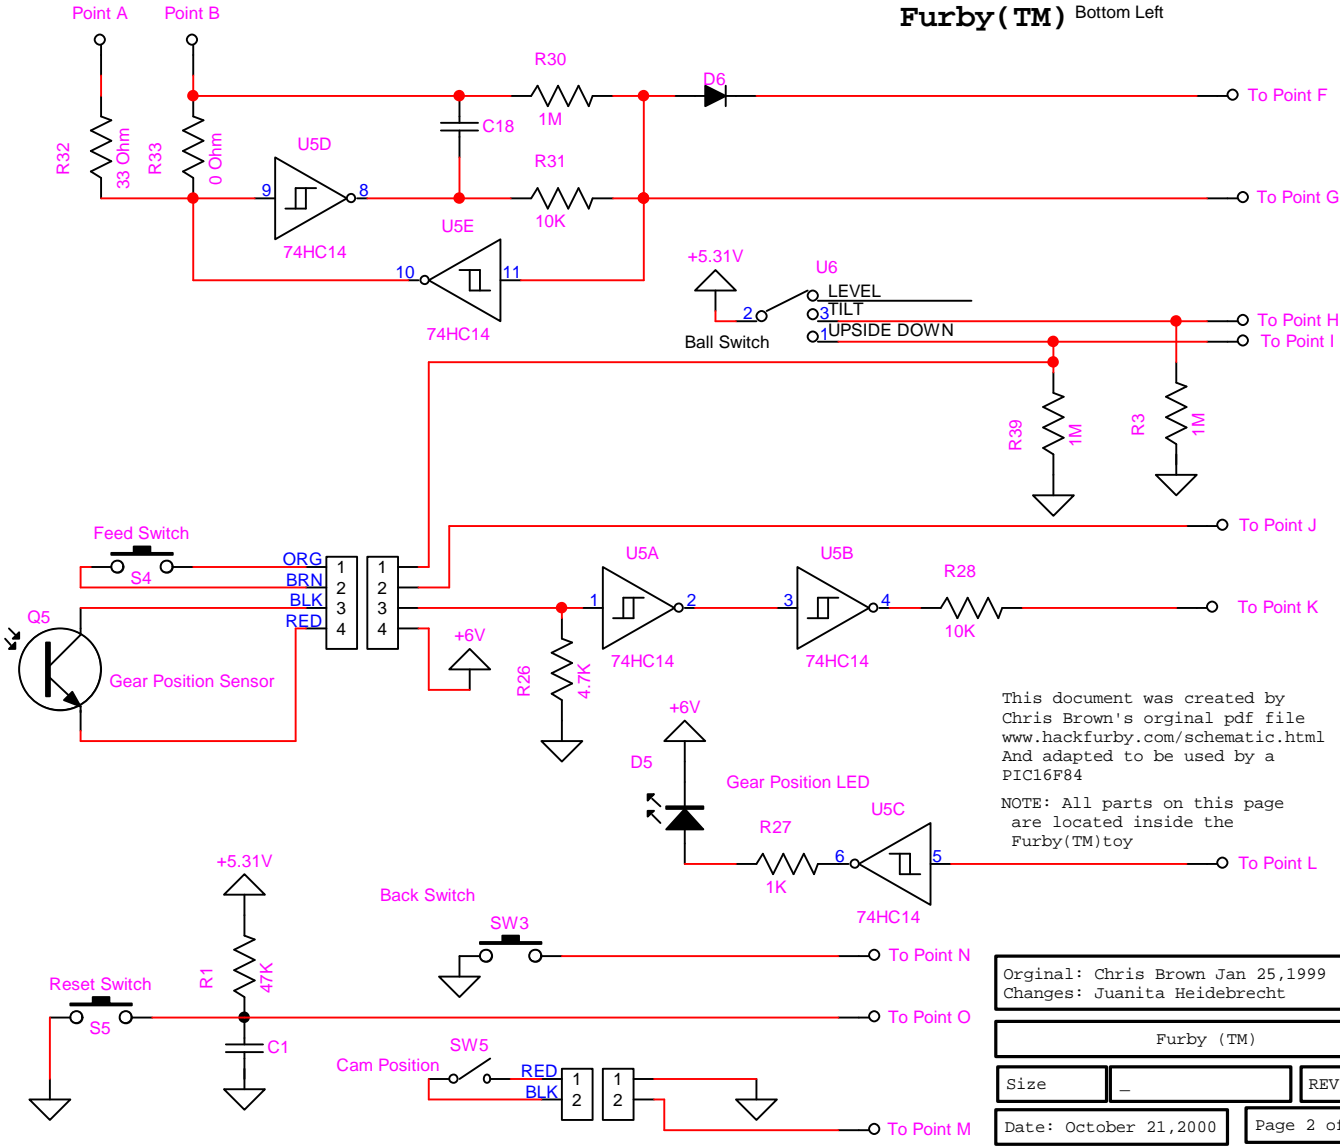 Point A
Point B
Furby(TM) Bottom Left
R30
1M
D6
To Point F
R32
33 Ohm
R33
0 Ohm
U5D
C18
R31
10K
9
8
74HC14
To Point G
U5E
10
11
74HC14
+5.31V
U6
LEVEL
2
3
TILT
1
UPSIDE DOWN
Ball Switch
To Point H
To Point I
R39
1M
R3
1M
Feed Switch
S4
ORG
BRN
BLK
RED
1
2
3
4
1
2
3
4
To Point J
Q5
Gear Position Sensor
+6V
R26
4.7K
U5A
1
2
74HC14
U5B
3
4
74HC14
R28
10K
To Point K
+6V
D5
Gear Position LED
R27
1K
U5C
6
5
74HC14
To Point L
This document was created by
Chris Brown's orginal pdf file
www.hackfurby.com/schematic.html
And adapted to be used by a
PIC16F84
NOTE: All parts on this page
are located inside the
Furby(TM)toy
+5.31V
R1
47K
Reset Switch
S5
C1
Back Switch
SW3
To Point N
To Point O
Cam Position
SW5
RED
BLK
1
2
1
2
To Point M
Orginal: Chris Brown Jan 25,1999
Changes: Juanita Heidebrecht
Furby (TM)
Size
_
REV
Date: October 21,2000
Page 2 of